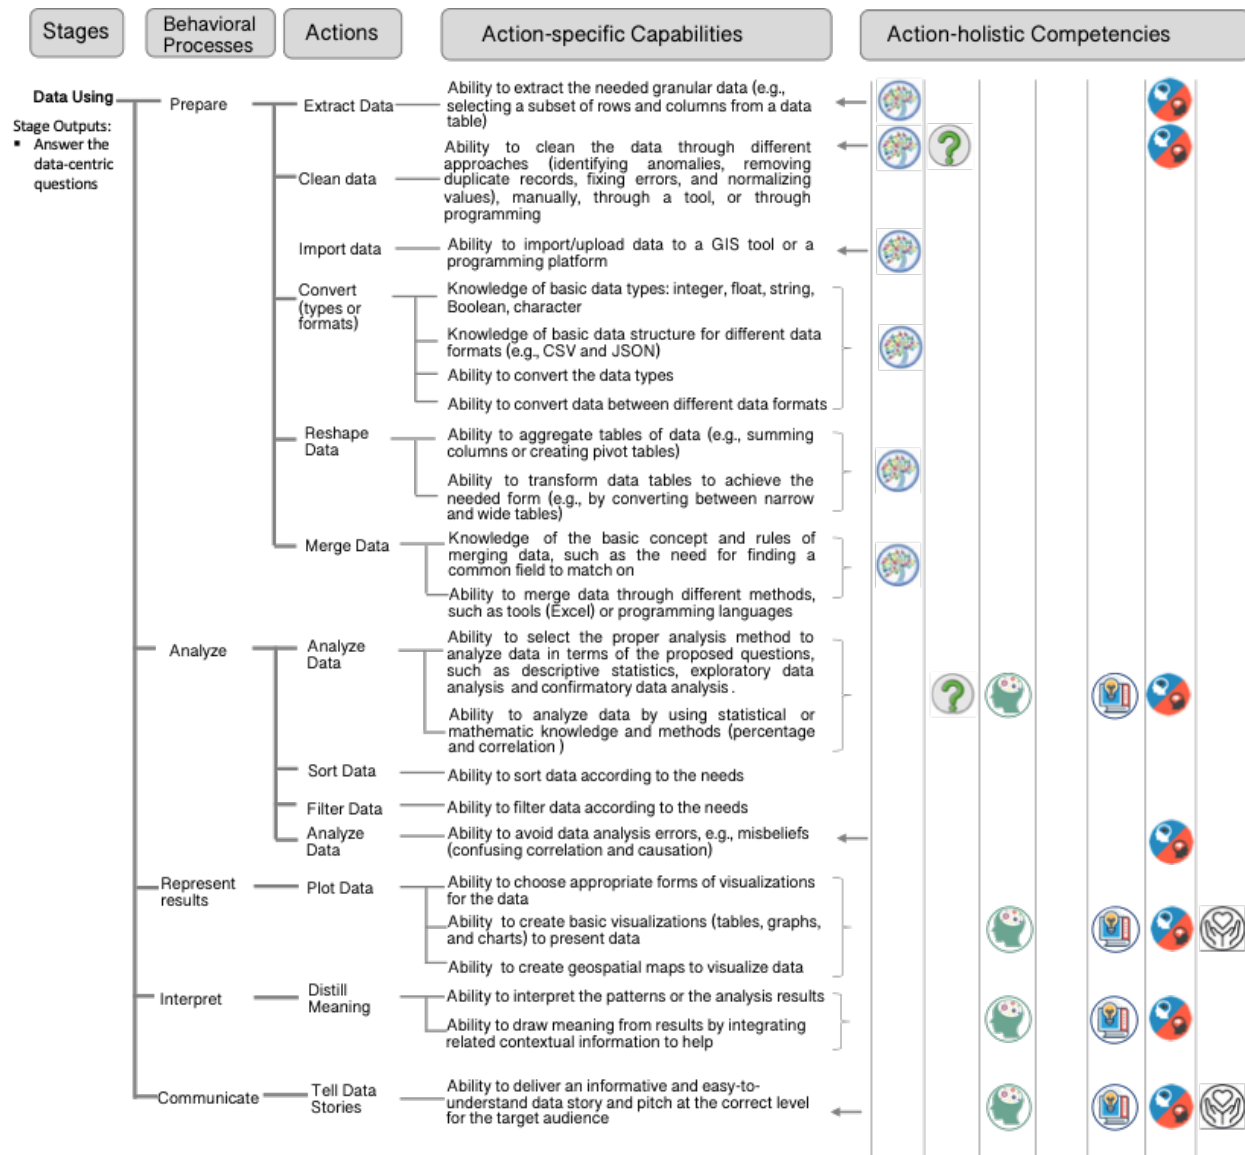 Stages
Behavioral
Processes
Actions
Action-specific Capabilities
Action-holistic Competencies
Data Using
Stage Outputs:
▪ Answer the
data-centric
questions
Prepare
Extract Data
Ability to extract the needed granular data (e.g.,
selecting a subset of rows and columns from a data
table)
Clean data
Ability to clean the data through different
approaches (identifying anomalies, removing
duplicate records, fixing errors, and normalizing
values), manually, through a tool, or through
programming
Import data
Ability to import/upload data to a GIS tool or a
programming platform
Convert
(types or
formats)
Knowledge of basic data types: integer, float, string,
Boolean, character
Knowledge of basic data structure for different data
formats (e.g., CSV and JSON)
Ability to convert the data types
Ability to convert data between different data formats
Reshape
Data
Ability to aggregate tables of data (e.g., summing
columns or creating pivot tables)
Ability to transform data tables to achieve the
needed form (e.g., by converting between narrow
and wide tables)
Merge Data
Knowledge of the basic concept and rules of
merging data, such as the need for finding a
common field to match on
Ability to merge data through different methods,
such as tools (Excel) or programming languages
Analyze
Analyze
Data
Ability to select the proper analysis method to
analyze data in terms of the proposed questions,
such as descriptive statistics, exploratory data
analysis and confirmatory data analysis .
Ability to analyze data by using statistical or
mathematic knowledge and methods (percentage
and correlation )
Sort Data
Ability to sort data according to the needs
Filter Data
Ability to filter data according to the needs
Analyze
Data
Ability to avoid data analysis errors, e.g., misbeliefs
(confusing correlation and causation)
Represent
results
Plot Data
Ability to choose appropriate forms of visualizations
for the data
Ability to create basic visualizations (tables, graphs,
and charts) to present data
Ability to create geospatial maps to visualize data
Interpret
Distill
Meaning
Ability to interpret the patterns or the analysis results
Ability to draw meaning from results by integrating
related contextual information to help
Communicate
Tell Data
Stories
Ability to deliver an informative and easy-to-
understand data story and pitch at the correct level
for the target audience